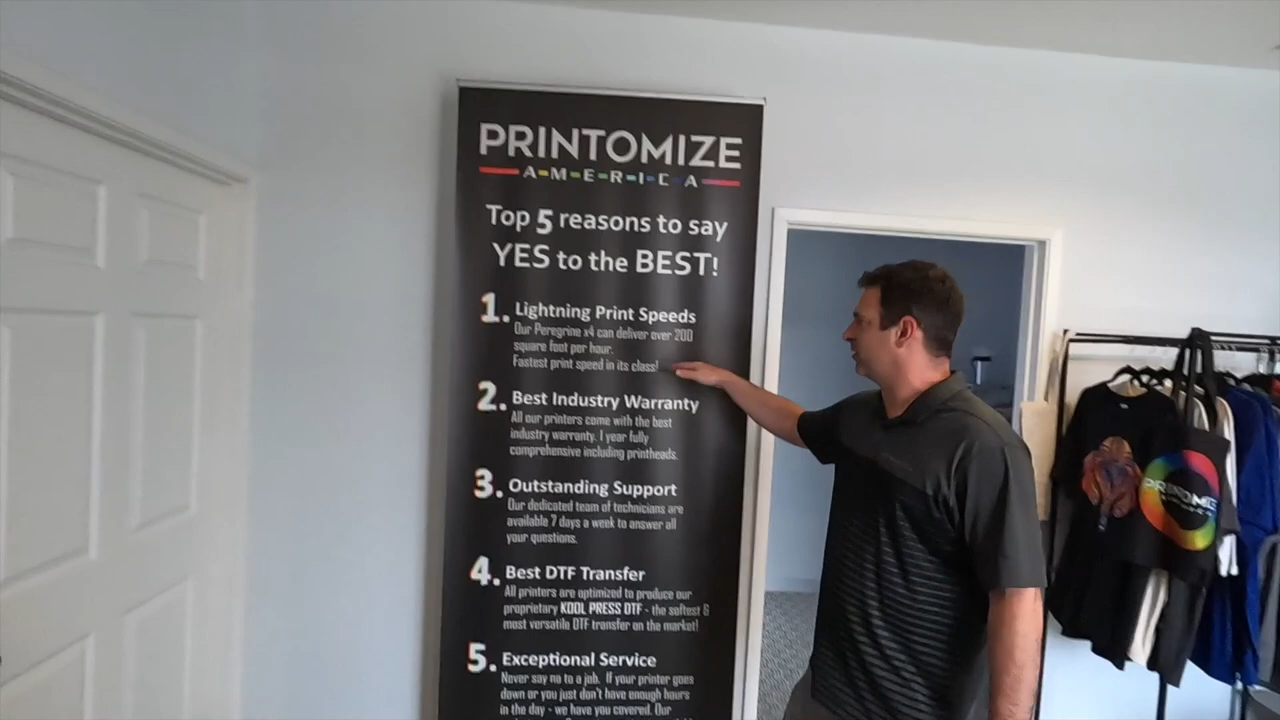 PRINTOMIZE
A-M-E-R-I-C-A
Top 5 reasons to say
YES to the BEST!
1. Lightning Print Speeds
Our Peregrine x4 can deliver over 200
square foot per hour.
Fastest print speed in its class!
2. Best Industry Warranty
All our printers come with the best
industry warranty. 1 year fully
comprehensive including printheads.
3. Outstanding Support
Our dedicated team of technicians are
available 7 days a week to answer all
your questions.
4. Best DTF Transfer
All printers are optimized to produce our
proprietary KOOL PRESS DTF - the softest &
most versatile DTF transfer on the market!
5. Exceptional Service
Never say no to a job. If your printer goes
down or you just don't have enough hours
in the day - we have you covered. Our
PRINTOMIZE